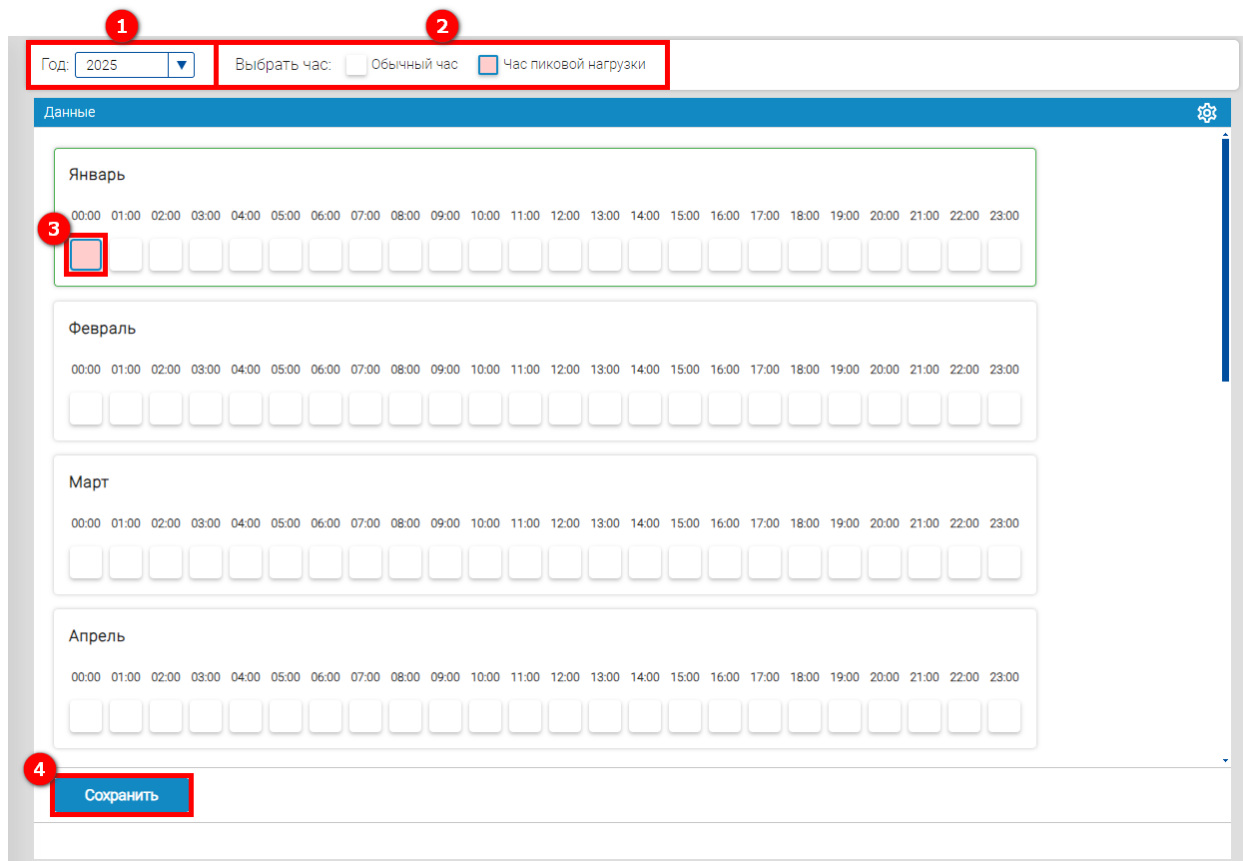 1
2
Год: 2025 Выбрать час: Обычный час Час пиковой нагрузки
Данные
Январь
00:00 01:00 02:00 03:00 04:00 05:00 06:00 07:00 08:00 09:00 10:00 11:00 12:00 13:00 14:00 15:00 16:00 17:00 18:00 19:00 20:00 21:00 22:00 23:00
3
Февраль
00:00 01:00 02:00 03:00 04:00 05:00 06:00 07:00 08:00 09:00 10:00 11:00 12:00 13:00 14:00 15:00 16:00 17:00 18:00 19:00 20:00 21:00 22:00 23:00
Март
00:00 01:00 02:00 03:00 04:00 05:00 06:00 07:00 08:00 09:00 10:00 11:00 12:00 13:00 14:00 15:00 16:00 17:00 18:00 19:00 20:00 21:00 22:00 23:00
Апрель
00:00 01:00 02:00 03:00 04:00 05:00 06:00 07:00 08:00 09:00 10:00 11:00 12:00 13:00 14:00 15:00 16:00 17:00 18:00 19:00 20:00 21:00 22:00 23:00
4
Сохранить